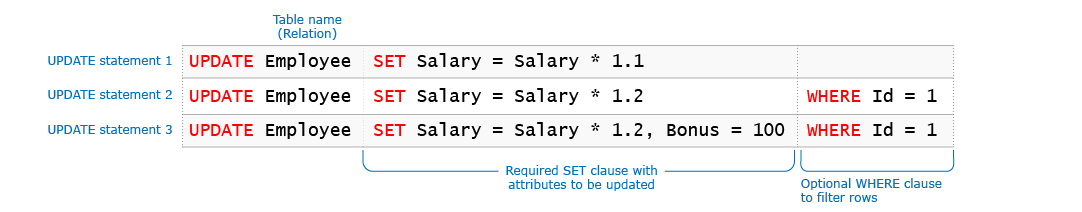 Table name
(Relation)
UPDATE statement 1 UPDATE Employee SET Salary = Salary * 1.1
UPDATE statement 2 UPDATE Employee SET Salary = Salary * 1.2 WHERE Id = 1
UPDATE statement 3 UPDATE Employee SET Salary = Salary * 1.2, Bonus = 100 WHERE Id = 1
Required SET clause with
attributes to be updated
Optional WHERE clause
to filter rows